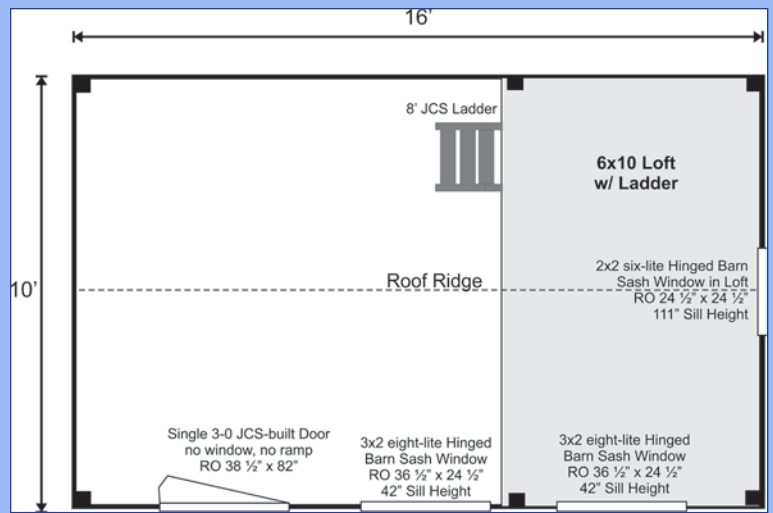 16’
8’ JCS Ladder
6x10 Loft
w/ Ladder
10’
Roof Ridge
2x2 six-lite Hinged Barn
Sash Window in Loft
RO 24 ½” x 24 ½”
111” Sill Height
Single 3-0 JCS-built Door
no window, no ramp
RO 38 ½” x 82”
3x2 eight-lite Hinged
Barn Sash Window
RO 36 ½” x 24 ½”
42” Sill Height
3x2 eight-lite Hinged
Barn Sash Window
RO 36 ½” x 24 ½”
42” Sill Height